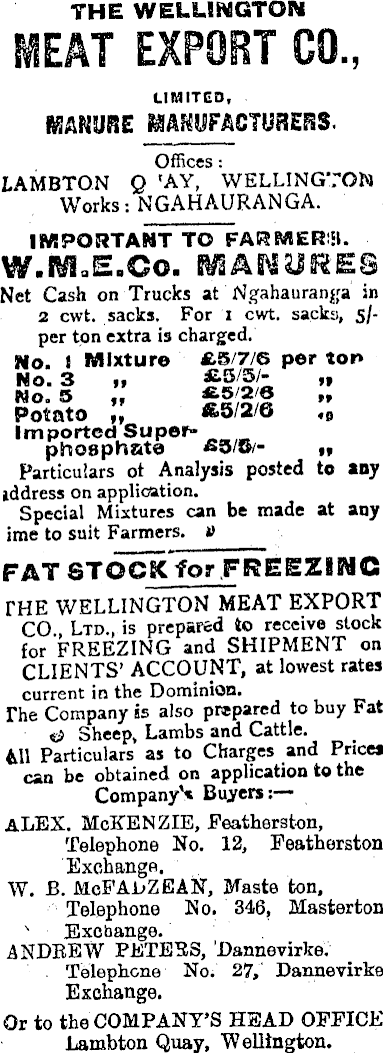 THE WELLINGTON
MEAT EXPORT CO.,
LIMITED,
MANURE MANUFACTURERS.
Offices :
LAMBTON Q 'AY, WELLINGTON
Works : NGAHAURANGA.
IMPORTANT TO FARMERS.
W.M.E.Co. MANURES
Net Cash on Trucks at Ngahauranga in
2 cwt. sacks. For 1 cwt. sacks, 5/-
per ton extra is charged.
No. 1 Mixture £5/7/6 per ton
No. 3 „ £5/5/- „
No. 5 „ £5/2/6 „
Potato „ £5/2/6 „
Imported Super-
phosphate „
Particulars ot Analysis posted to any
address on application.
Special Mixtures can be made at any
ime to suit Farmers.
FAT STOCK for FREEZING
THE WELLINGTON MEAT EXPORT
CO., LTD., is prepared to receive stock
for FREEZING and SHIPMENT on
CLIENTS' ACCOUNT, at lowest rates
current in the Dominion.
The Company is also prepared to buy Fat
Sheep, Lambs and Cattle.
All Particulars as to Charges and Prices
can be obtained on application to the
Company's Buyers :—
ALEX. McKENZIE, Featherston,
Telephone No. 12, Featherston
Exchange.
W. B. McFADZEAN, Maste ton,
Telephone No. 346, Masterton
Exchange.
ANDREW PETERS, Dannevirke.
Telephone No. 27, Dannevirke
Exchange.
Or to the COMPANY'S HEAD OFFICE
Lambton Quay, Wellington.